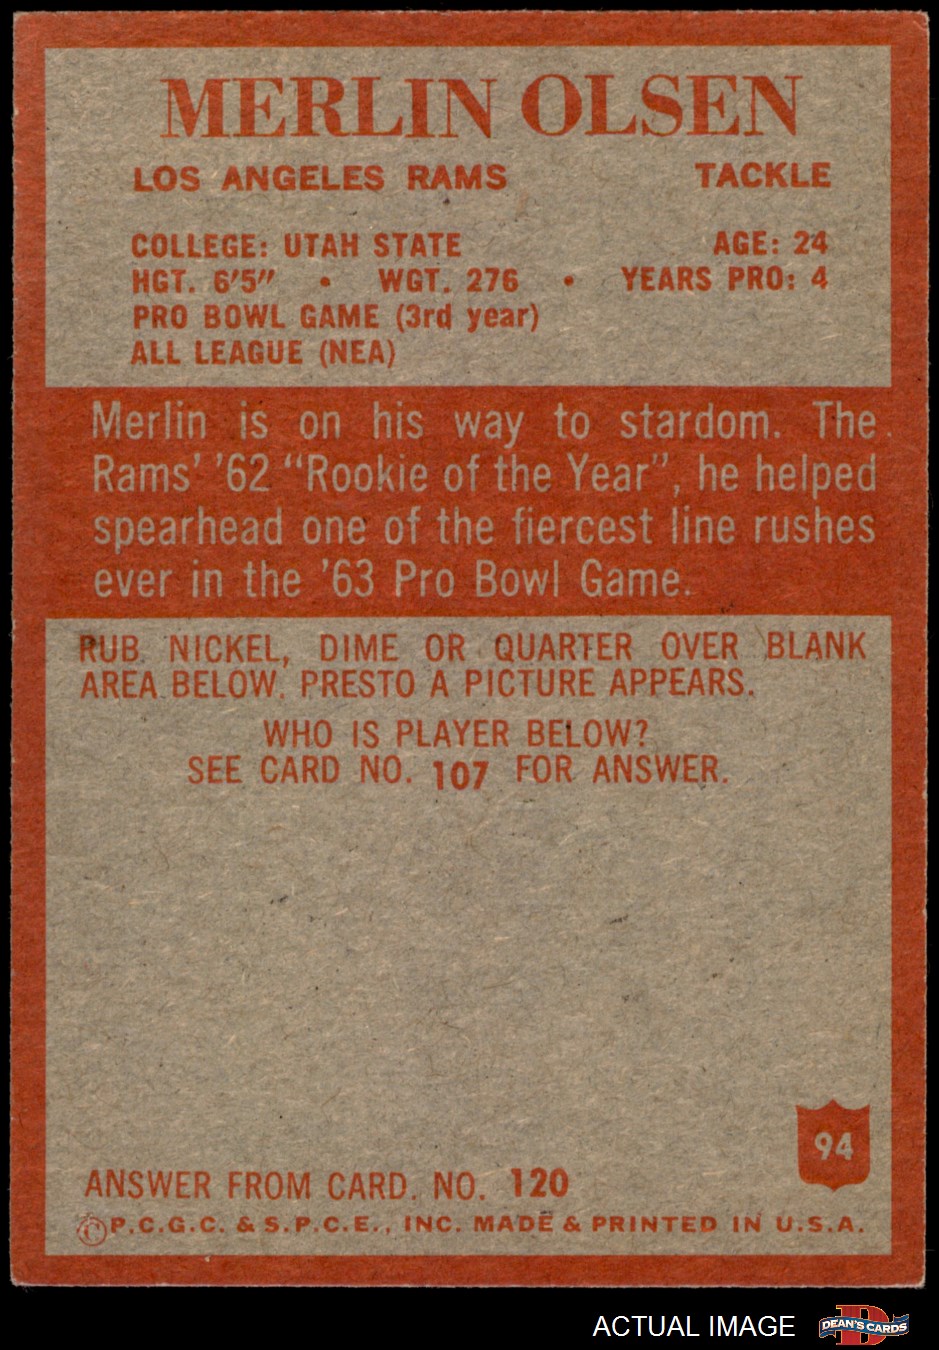 MERLIN OLSEN
LOS ANGELES RAMS TACKLE
COLLEGE: UTAH STATE AGE: 24
HGT. 6'5" • WGT. 276 • YEARS PRO: 4
PRO BOWL GAME (3rd year)
ALL LEAGUE (NEA)
Merlin is on his way to stardom. The
Rams' '62 "Rookie of the Year", he helped
spearhead one of the fiercest line rushes
ever in the '63 Pro Bowl Game.
RUB NICKEL, DIME OR QUARTER OVER BLANK
AREA BELOW. PRESTO A PICTURE APPEARS.
WHO IS PLAYER BELOW?
SEE CARD NO. 107 FOR ANSWER.
94
ANSWER FROM CARD. NO. 120
©P.C.G.C. & S.P.C.E., INC. MADE & PRINTED IN U.S.A.
ACTUAL IMAGE
D
DEAN'S CARDS